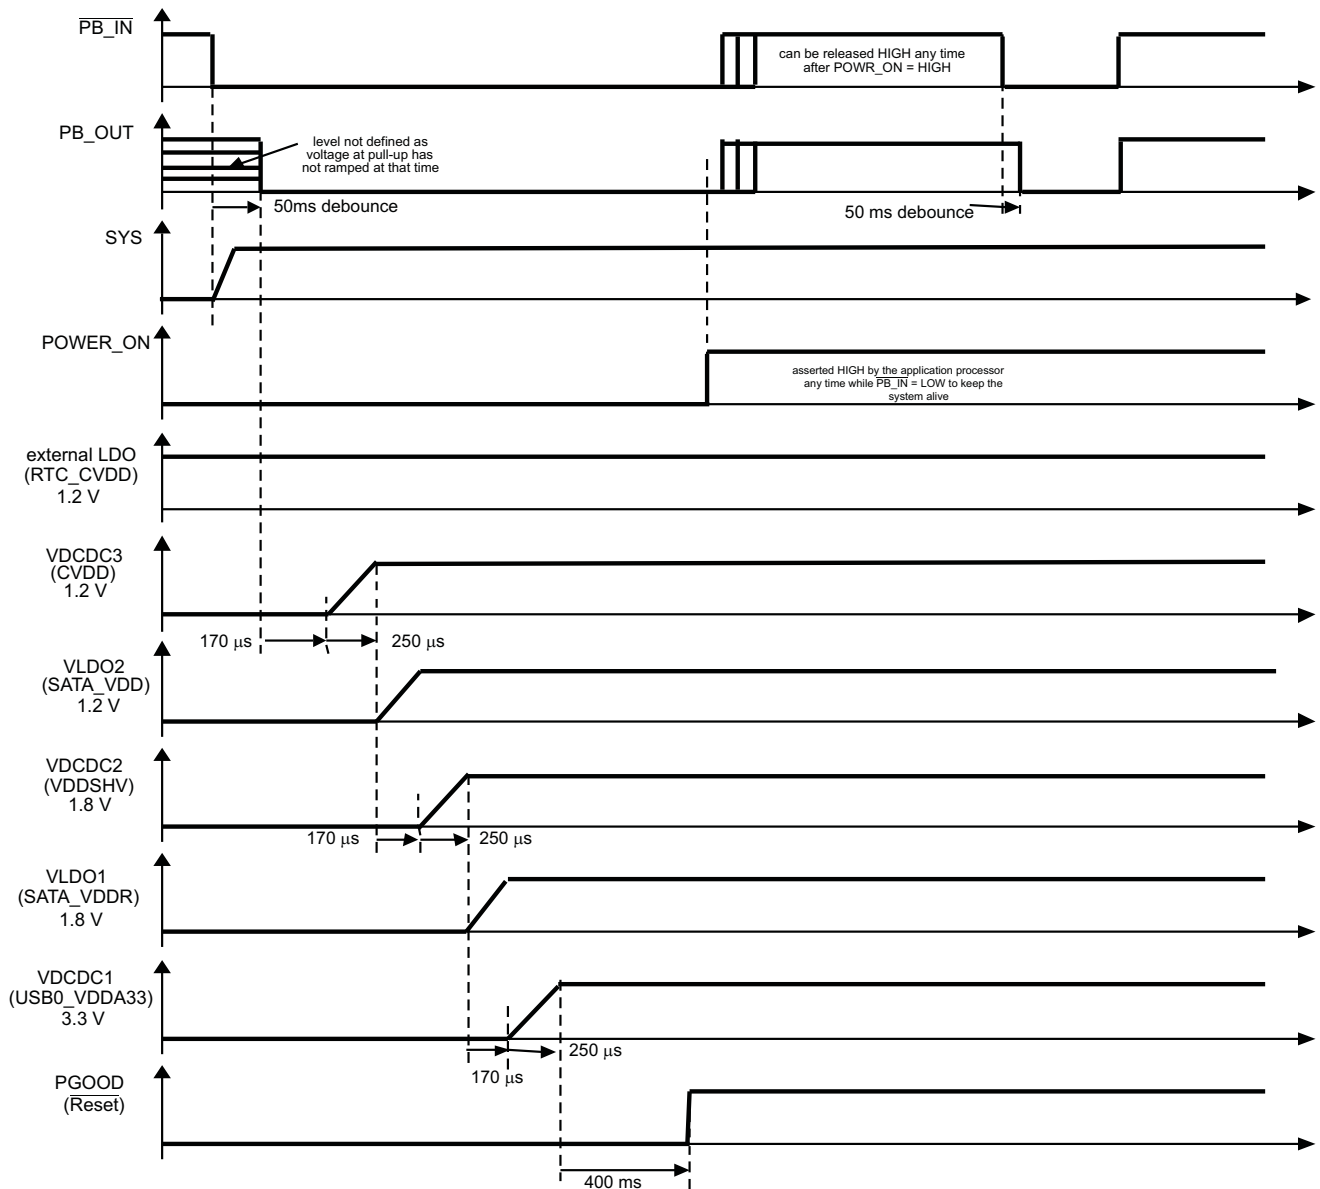 PB_IN
can be released HIGH any time
after POWR_ON = HIGH
PB_OUT
level not defined as
voltage at pull-up has
not ramped at that time
50ms debounce
50 ms debounce
SYS
POWER_ON
asserted HIGH by the application processor
any time while PB_IN = LOW to keep the
system alive
external LDO
(RTC_CVDD)
1.2 V
VDCDC3
(CVDD)
1.2 V
170 μs
250 μs
VLDO2
(SATA_VDD)
1.2 V
VDCDC2
(VDDSHV)
1.8 V
170 μs
250 μs
VLDO1
(SATA_VDDR)
1.8 V
VDCDC1
(USB0_VDDA33)
3.3 V
250 μs
170 μs
PGOOD
(Reset)
400 ms